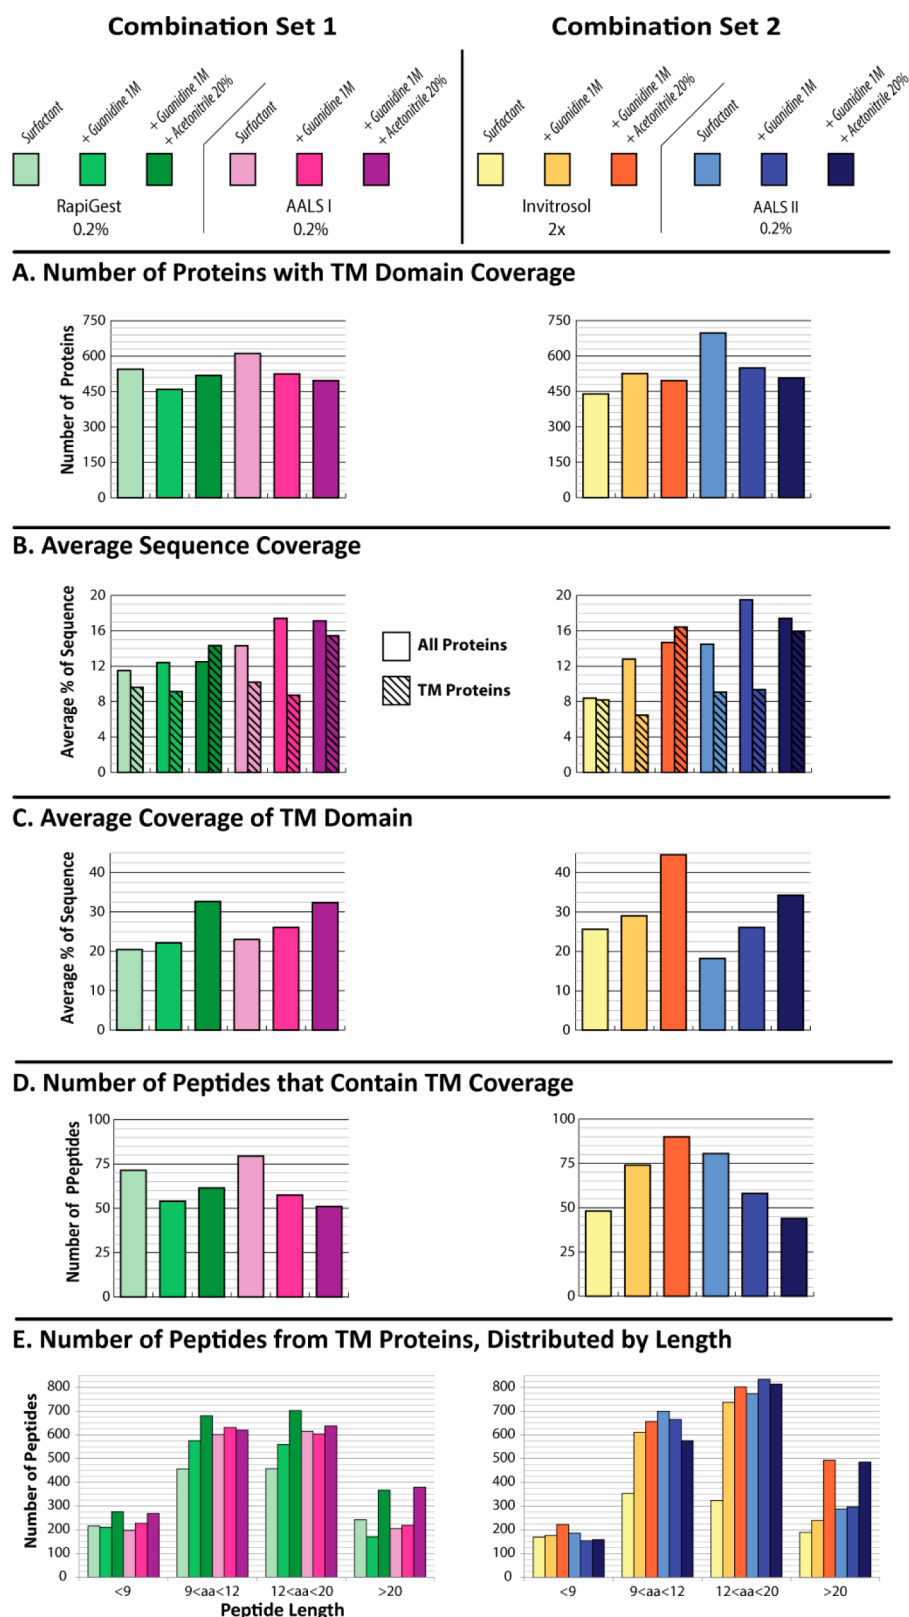 Combination Set 1
Combination Set 2
Surfactant
+ Guanidine 1M
+ Guanidine 1M
+ Acetonitrile 20%
Surfactant
+ Guanidine 1M
+ Guanidine 1M
+ Acetonitrile 20%
Surfactant
+ Guanidine 1M
+ Guanidine 1M
+ Acetonitrile 20%
Surfactant
+ Guanidine 1M
+ Guanidine 1M
+ Acetonitrile 20%
RapiGest
0.2%
AALS I
0.2%
Invitrosol
2x
AALS II
0.2%
A. Number of Proteins with TM Domain Coverage
Number of Proteins
750
600
450
300
150
0
750
600
450
300
150
0
B. Average Sequence Coverage
Average % of Sequence
20
16
12
8
4
0
All Proteins
TM Proteins
20
16
12
8
4
0
C. Average Coverage of TM Domain
Average % of Sequence
40
30
20
10
0
40
30
20
10
0
D. Number of Peptides that Contain TM Coverage
Number of PPeptides
100
75
50
25
0
100
75
50
25
0
E. Number of Peptides from TM Proteins, Distributed by Length
Number of Peptides
800
700
600
500
400
300
200
100
0
<9
9<aa<12
12<aa<20
>20
Peptide Length
800
700
600
500
400
300
200
100
0
<9
9<aa<12
12<aa<20
>20